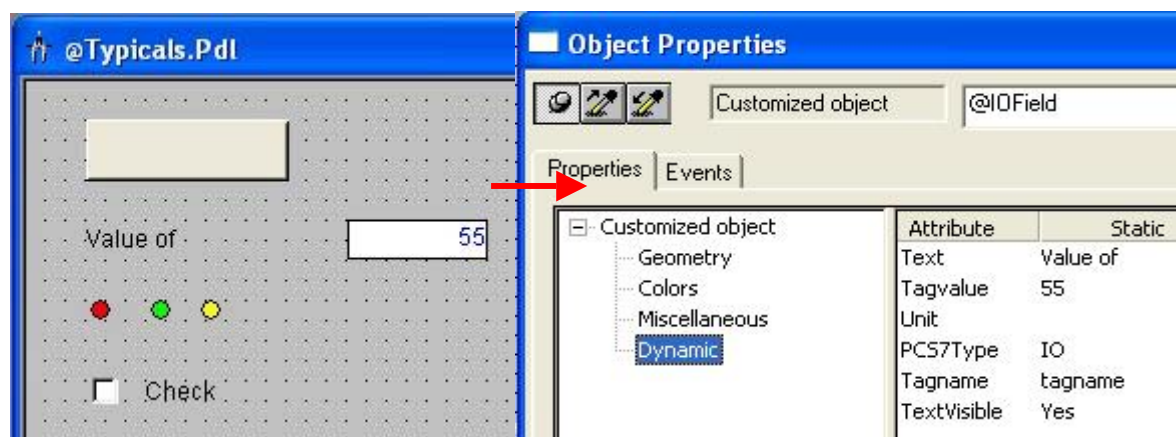 @Typicals.Pdl
Value of
55
Check
Object Properties
Customized object
@IOField
Properties
Events
Customized object
Geometry
Colors
Miscellaneous
Dynamic
Attribute Static
Text Value of
Tagvalue 55
Unit
PCS7Type IO
Tagname tagname
TextVisible Yes